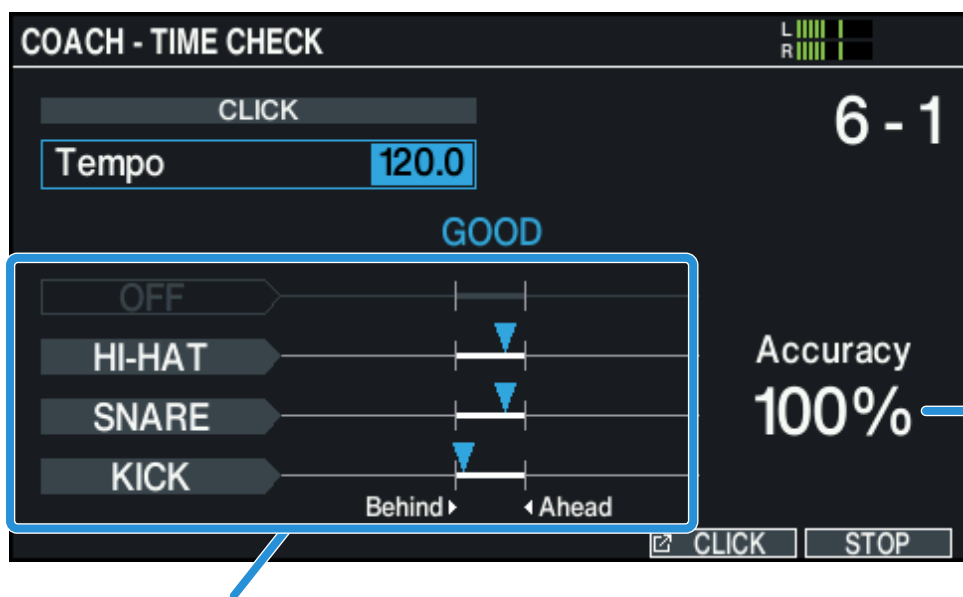 COACH - TIME CHECK
L
R
CLICK
6 - 1
Tempo 120.0
GOOD
OFF
HI-HAT
SNARE
KICK
Accuracy
100%
Behind Ahead
CLICK STOP